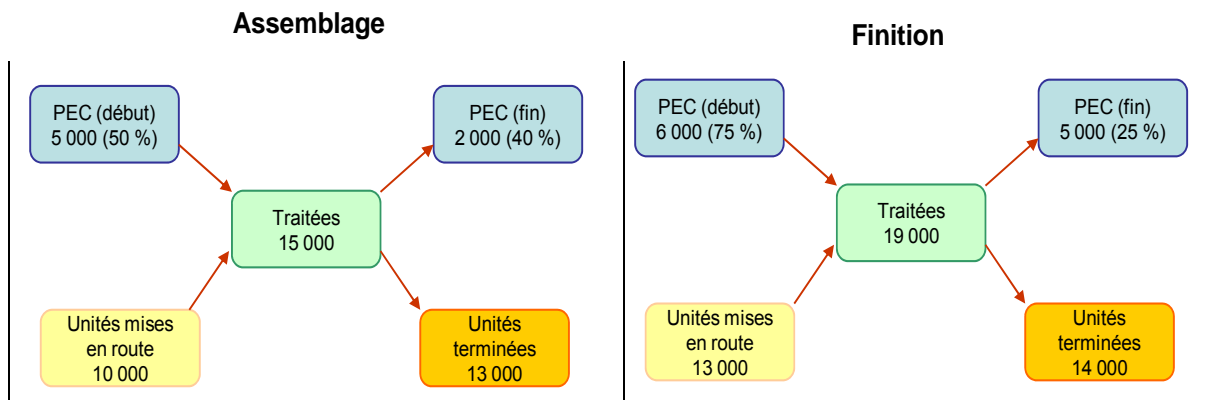 Assemblage
PEC (début)
5 000 (50 %)
PEC (fin)
2 000 (40 %)
Traitées
15 000
Unités mises
en route
10 000
Unités
terminées
13 000
Finition
PEC (début)
6 000 (75 %)
PEC (fin)
5 000 (25 %)
Traitées
19 000
Unités mises
en route
13 000
Unités
terminées
14 000